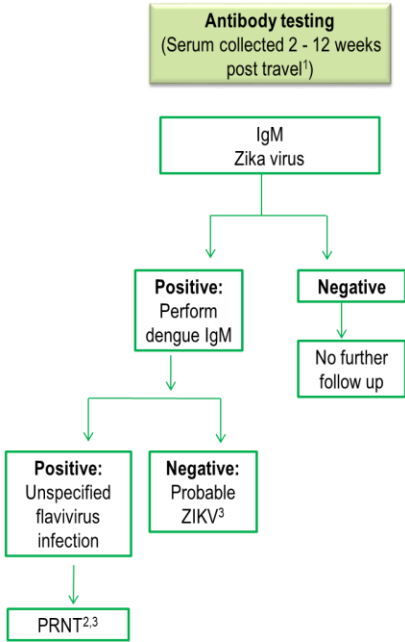 Antibody testing
(Serum collected 2 - 12 weeks
post travel¹)
IgM
Zika virus
Positive:
Perform
dengue IgM
Negative
No further
follow up
Positive:
Unspecified
flavivirus
infection
Negative:
Probable
ZIKV³
PRNT²,³